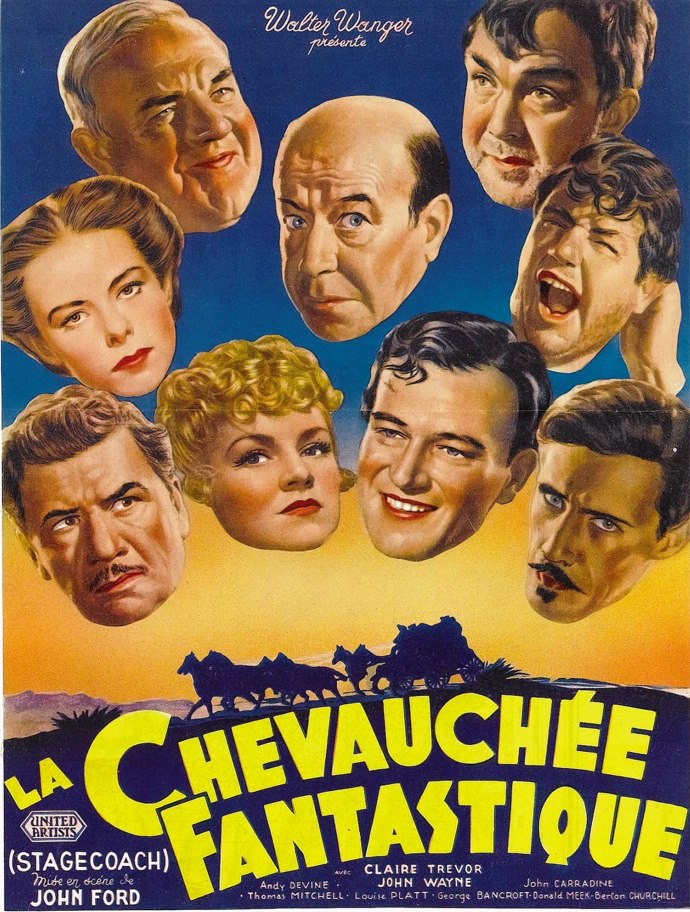 Walter Wanger
présente
LA CHEVAUCHÉE
FANTASTIQUE
UNITED
ARTISTS
(STAGECOACH)
Mise en scéne de
JOHN FORD
AVEC CLAIRE TREVOR
Andy DEVINE · JOHN WAYNE John CARRADINE
· Thomas MITCHELL · Louise PLATT · George BANCROFT · Donald MEEK · Berton CHURCHILL